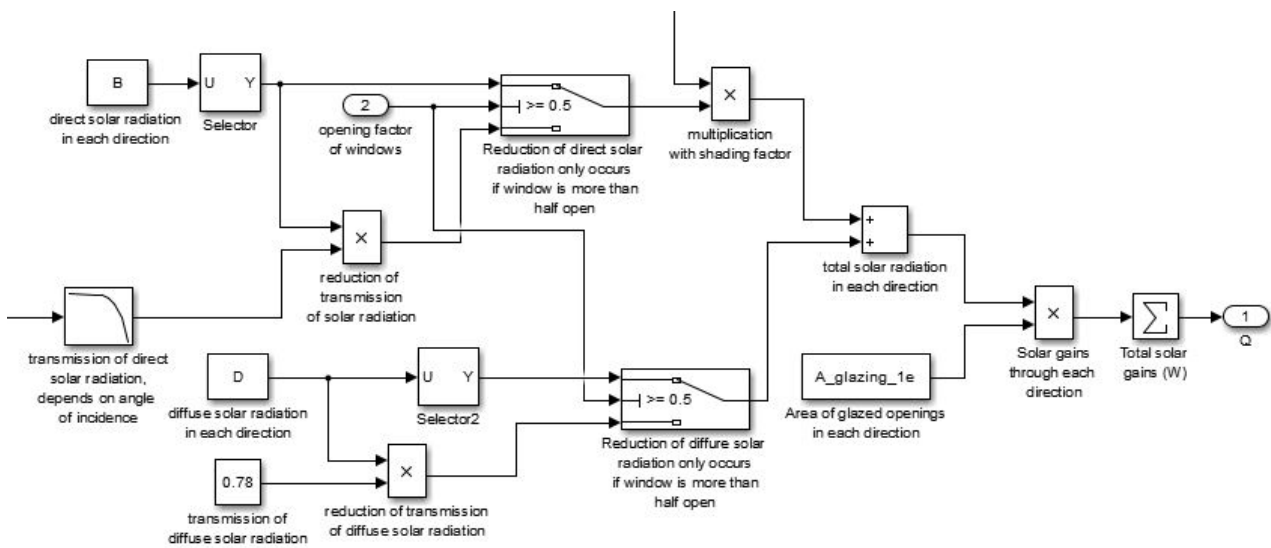 B
direct solar radiation
in each direction
U Y
Selector
2
opening factor
of windows
>= 0.5
Reduction of direct solar
radiation only occurs
if window is more than
half open
×
multiplication
with shading factor
×
reduction of
transmission
of solar radiation
transmission of direct
solar radiation,
depends on angle
of incidence
+
+
total solar radiation
in each direction
D
diffuse solar radiation
in each direction
U Y
Selector2
>= 0.5
Reduction of diffure solar
radiation only occurs
if window is more than
half open
0.78
transmission of
diffuse solar radiation
×
reduction of transmission
of diffuse solar radiation
A_glazing_1e
Area of glazed openings
in each direction
×
Solar gains
through each
direction
∑
Total solar
gains (W)
1
Q